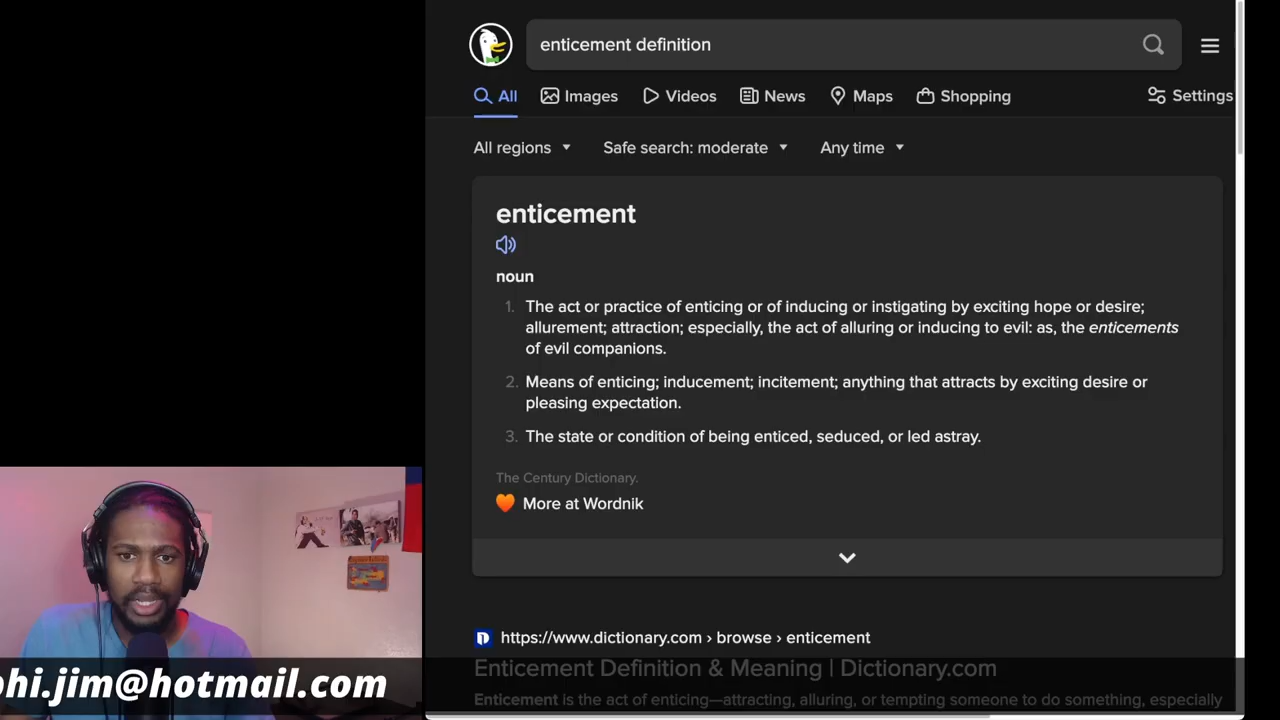 enticement definition
All Images Videos News Maps Shopping Settings
All regions Safe search: moderate Any time
enticement
noun
1. The act or practice of enticing or of inducing or instigating by exciting hope or desire;
allurement; attraction; especially, the act of alluring or inducing to evil: as, the enticements
of evil companions.
2. Means of enticing; inducement; incitement; anything that attracts by exciting desire or
pleasing expectation.
3. The state or condition of being enticed, seduced, or led astray.
The Century Dictionary.
More at Wordnik
https://www.dictionary.com › browse › enticement
Enticement Definition & Meaning | Dictionary.com
Enticement is the act of enticing—attracting, alluring, or tempting someone to do something, especially
phi.jim@hotmail.com